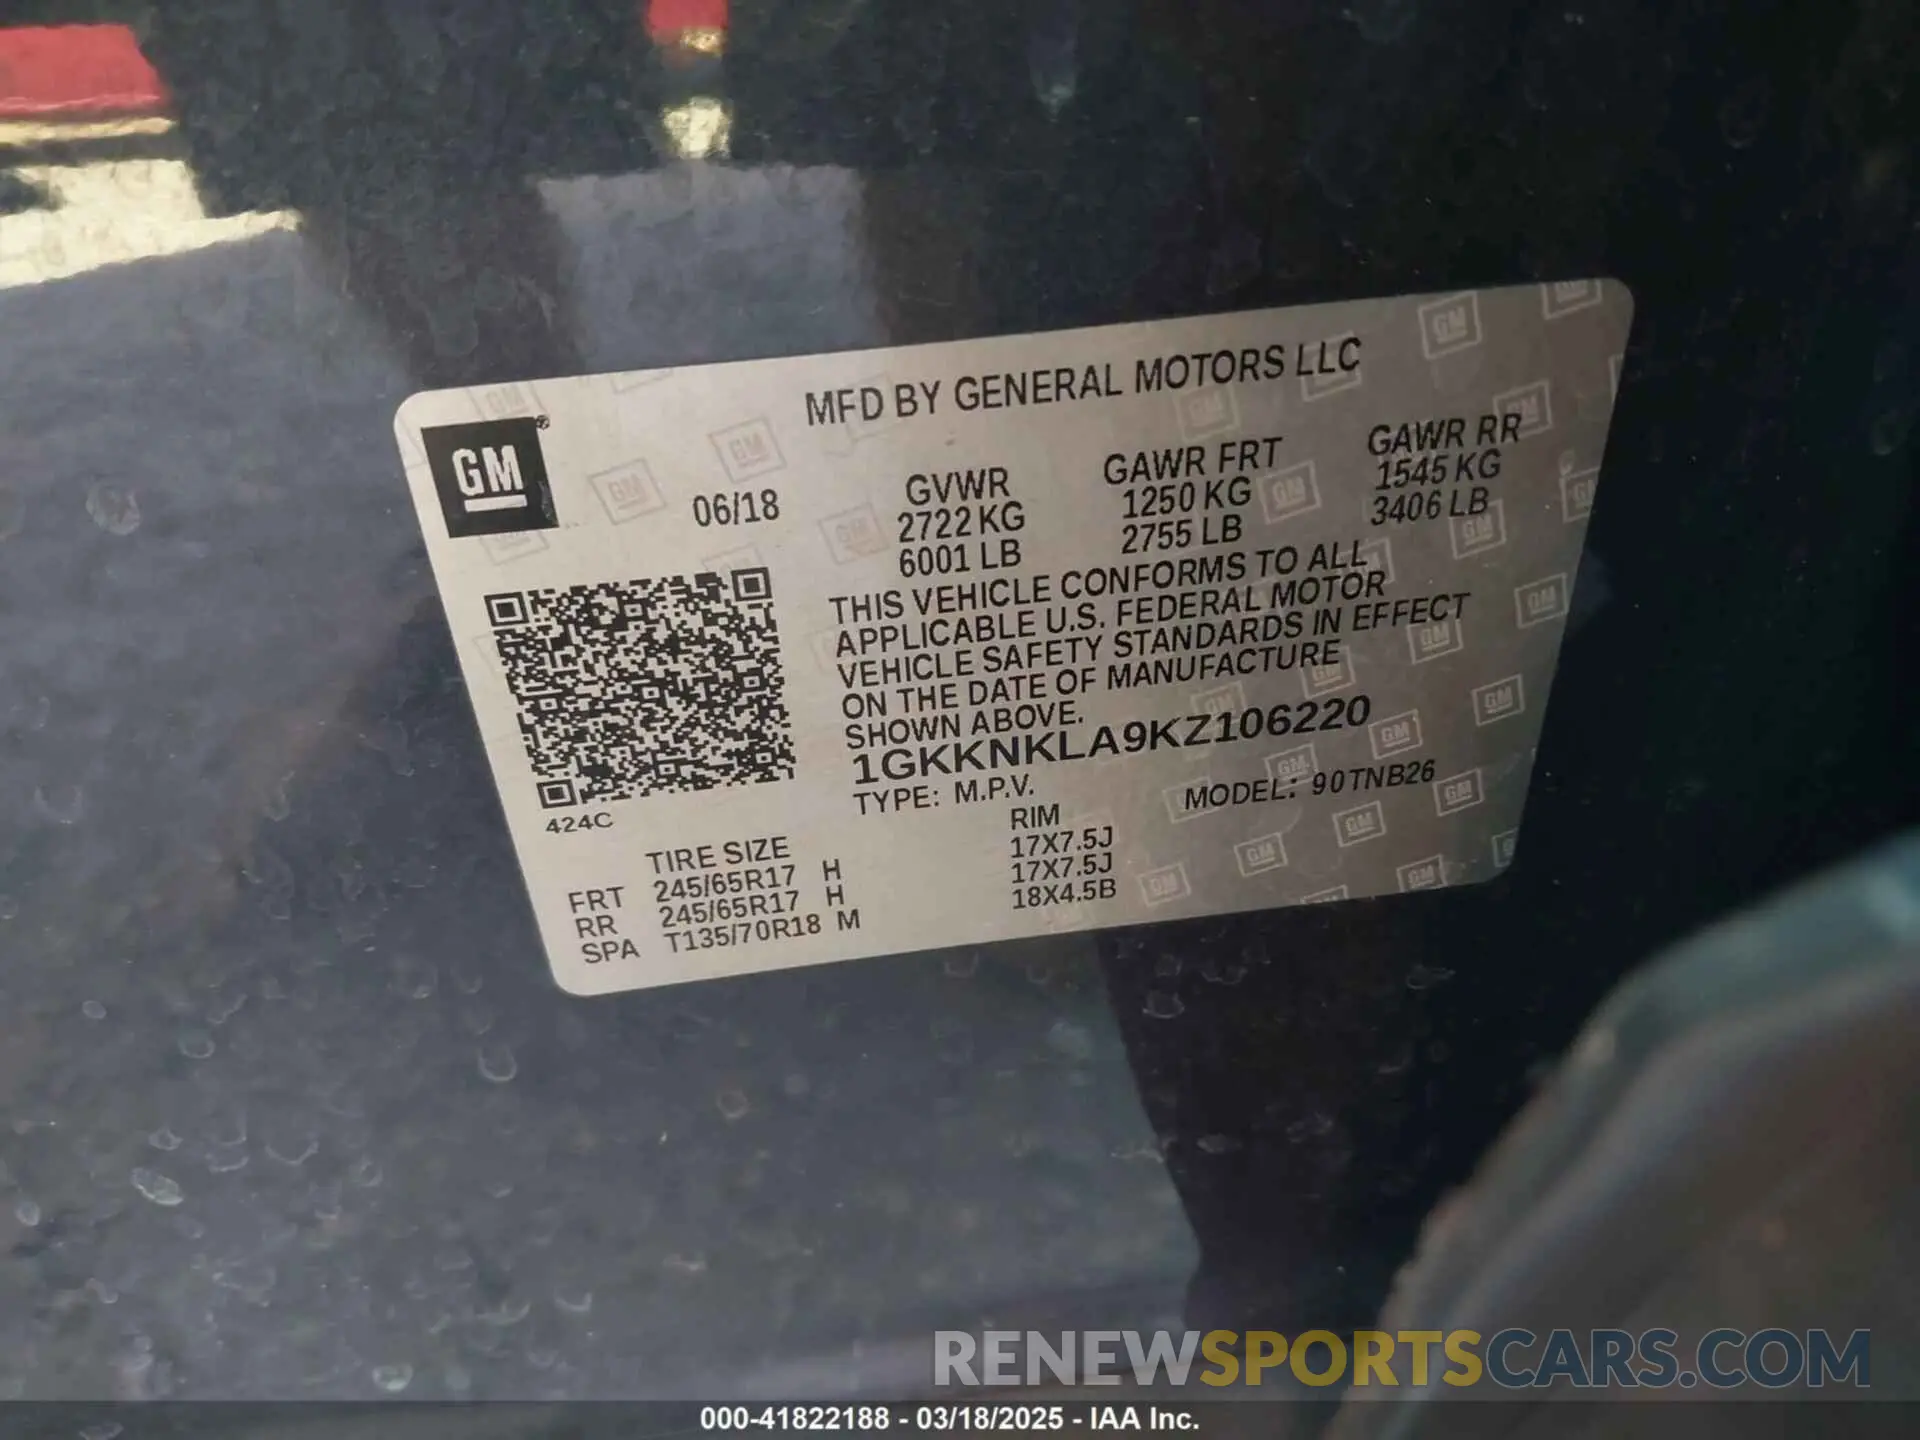 MFD BY GENERAL MOTORS LLC
GM®
06/18
GVWR GAWR FRT GAWR RR
2722 KG 1250 KG 1545 KG
6001 LB 2755 LB 3406 LB
THIS VEHICLE CONFORMS TO ALL
APPLICABLE U.S. FEDERAL MOTOR
VEHICLE SAFETY STANDARDS IN EFFECT
ON THE DATE OF MANUFACTURE
SHOWN ABOVE.
1GKKNKLA9KZ106220
TYPE: M.P.V. MODEL: 90TNB26
424C
TIRE SIZE RIM
FRT 245/65R17 H 17X7.5J
RR 245/65R17 H 17X7.5J
SPA T135/70R18 M 18X4.5B
RENEWSPORTSCARS.COM
000-41822188 - 03/18/2025 - IAA Inc.